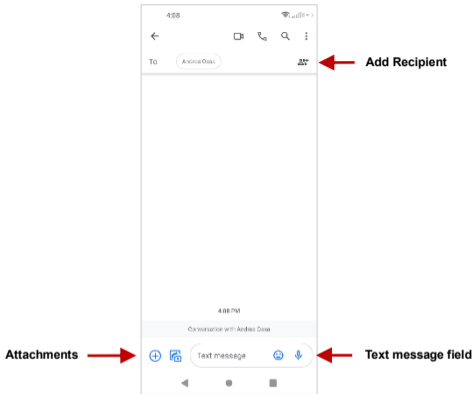 4:08
To Andrea Ossa
Add Recipient
4:08 PM
Conversation with Andrea Ossa
Attachments
Text message
Text message field